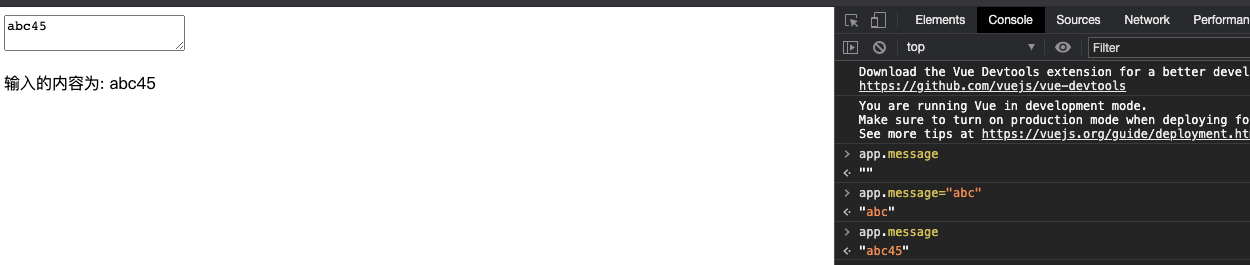 abc45
输入的内容为: abc45
Elements Console Sources Network Performan
top Filter
Download the Vue Devtools extension for a better devel
https://github.com/vuejs/vue-devtools
You are running Vue in development mode.
Make sure to turn on production mode when deploying fo
See more tips at https://vuejs.org/guide/deployment.ht
> app.message
""
> app.message="abc"
"abc"
> app.message
"abc45"